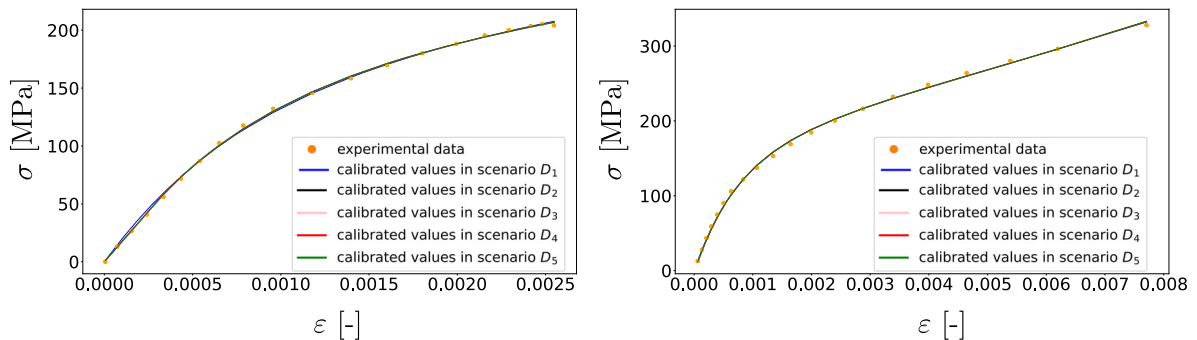 200
150
100
50
0
σ [MPa]
experimental data
calibrated values in scenario D₁
calibrated values in scenario D₂
calibrated values in scenario D₃
calibrated values in scenario D₄
calibrated values in scenario D₅
0.0000 0.0005 0.0010 0.0015 0.0020 0.0025
ε [-]
300
200
100
0
σ [MPa]
experimental data
calibrated values in scenario D₁
calibrated values in scenario D₂
calibrated values in scenario D₃
calibrated values in scenario D₄
calibrated values in scenario D₅
0.000 0.001 0.002 0.003 0.004 0.005 0.006 0.007 0.008
ε [-]